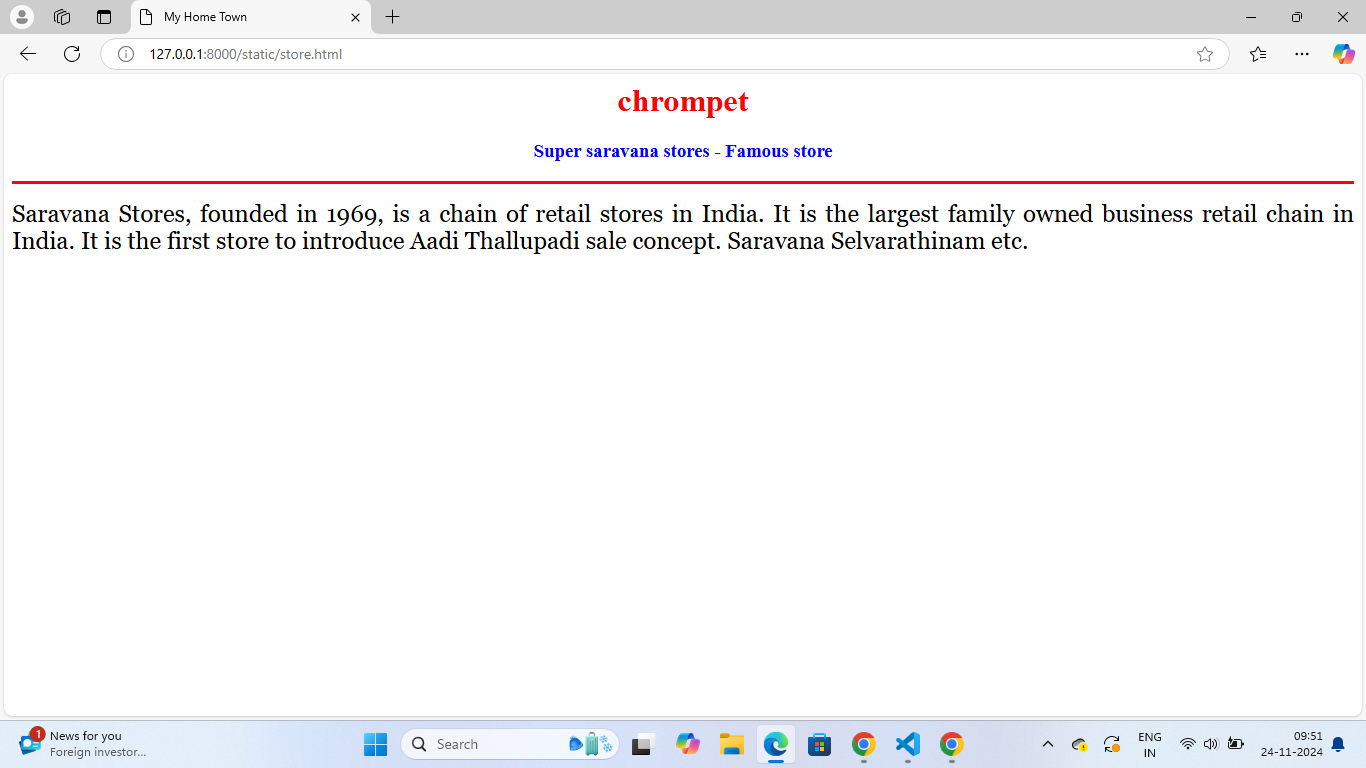 My Home Town
127.0.0.1:8000/static/store.html
chrompet
Super saravana stores - Famous store
Saravana Stores, founded in 1969, is a chain of retail stores in India. It is the largest family owned business retail chain in
India. It is the first store to introduce Aadi Thallupadi sale concept. Saravana Selvarathinam etc.
1
News for you
Foreign investor...
Search
ENG
IN
09:51
24-11-2024